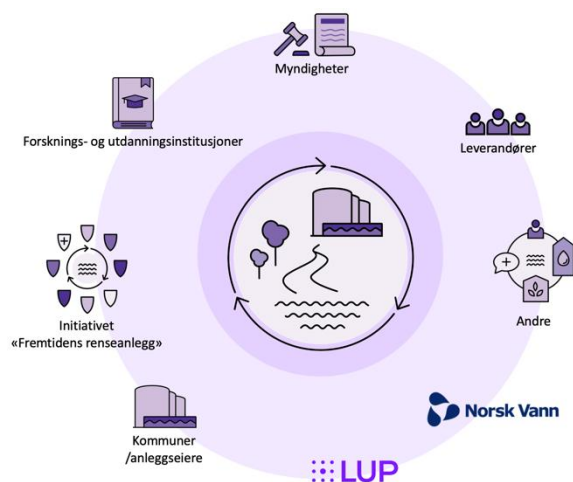 Myndigheter
Forsknings- og utdanningsinstitusjoner
Leverandører
Initiativet
«Fremtidens renseanlegg»
Andre
Kommuner
/anleggseiere
Norsk Vann
LUP